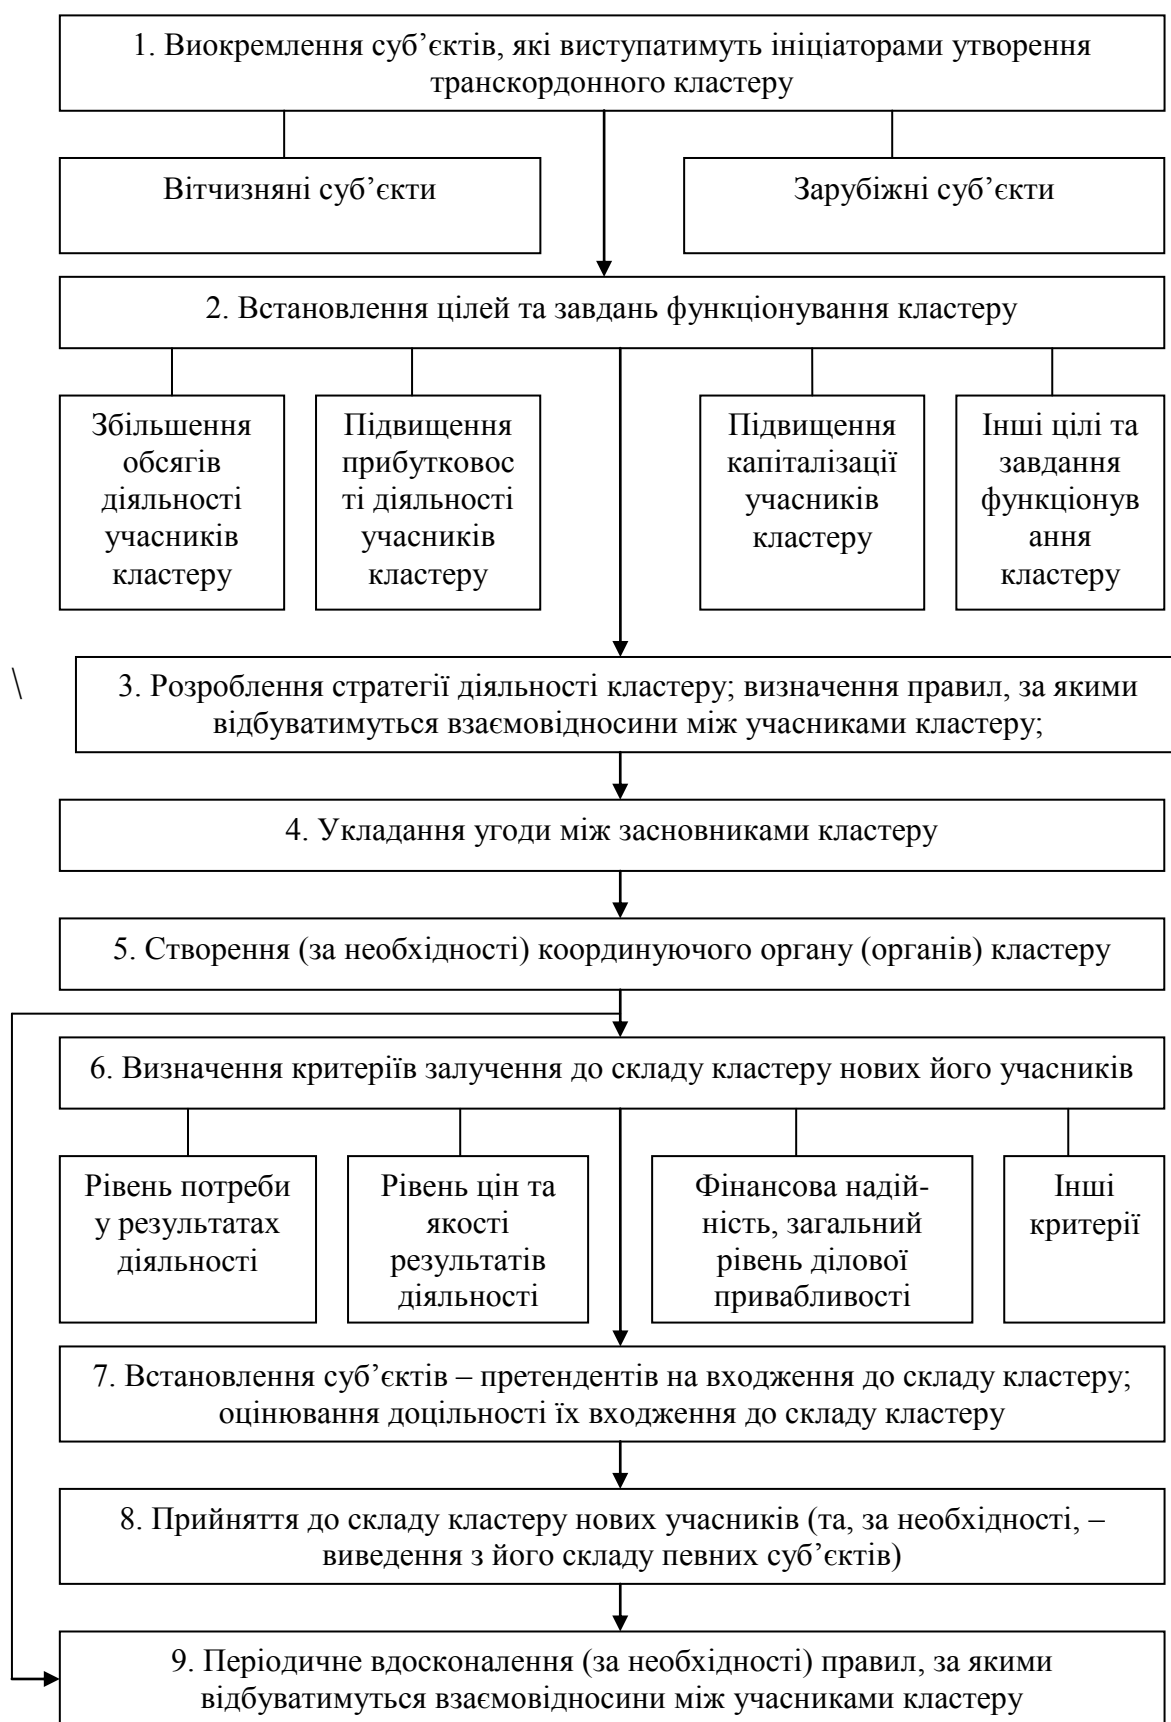 1. Виокремлення суб’єктів, які виступатимуть ініціаторами утворення
транскордонного кластеру
Вітчизняні суб’єкти
Зарубіжні суб’єкти
2. Встановлення цілей та завдань функціонування кластеру
Збільшення
обсягів
діяльності
учасників
кластеру
Підвищення
прибутковос
ті діяльності
учасників
кластеру
Підвищення
капіталізації
учасників
кластеру
Інші цілі та
завдання
функціонув
ання
кластеру
\
3. Розроблення стратегії діяльності кластеру; визначення правил, за якими
відбуватимуться взаємовідносини між учасниками кластеру;
4. Укладання угоди між засновниками кластеру
5. Створення (за необхідності) координуючого органу (органів) кластеру
6. Визначення критеріїв залучення до складу кластеру нових його учасників
Рівень потреби
у результатах
діяльності
Рівень цін та
якості
результатів
діяльності
Фінансова надій-
ність, загальний
рівень ділової
привабливості
Інші
критерії
7. Встановлення суб’єктів – претендентів на входження до складу кластеру;
оцінювання доцільності їх входження до складу кластеру
8. Прийняття до складу кластеру нових учасників (та, за необхідності, –
виведення з його складу певних суб’єктів)
9. Періодичне вдосконалення (за необхідності) правил, за якими
відбуватимуться взаємовідносини між учасниками кластеру